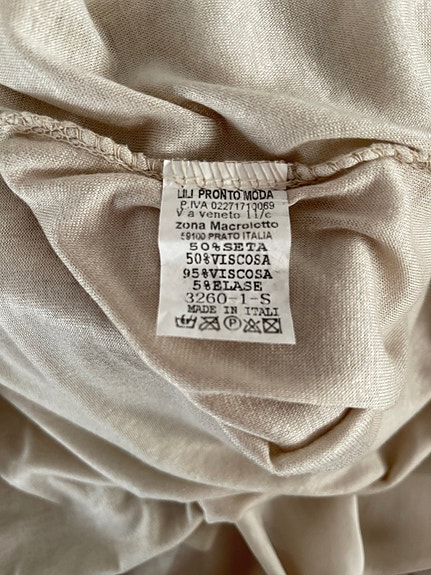 LILI PRONTO MODA
P.IVA 02271710069
Via veneto 11/c
zona Macrolotto
59100 PRATO ITALIA
50%SETA
50%VISCOSA
95%VISCOSA
5%ELASE
3260-1-S
MADE IN ITALI
P